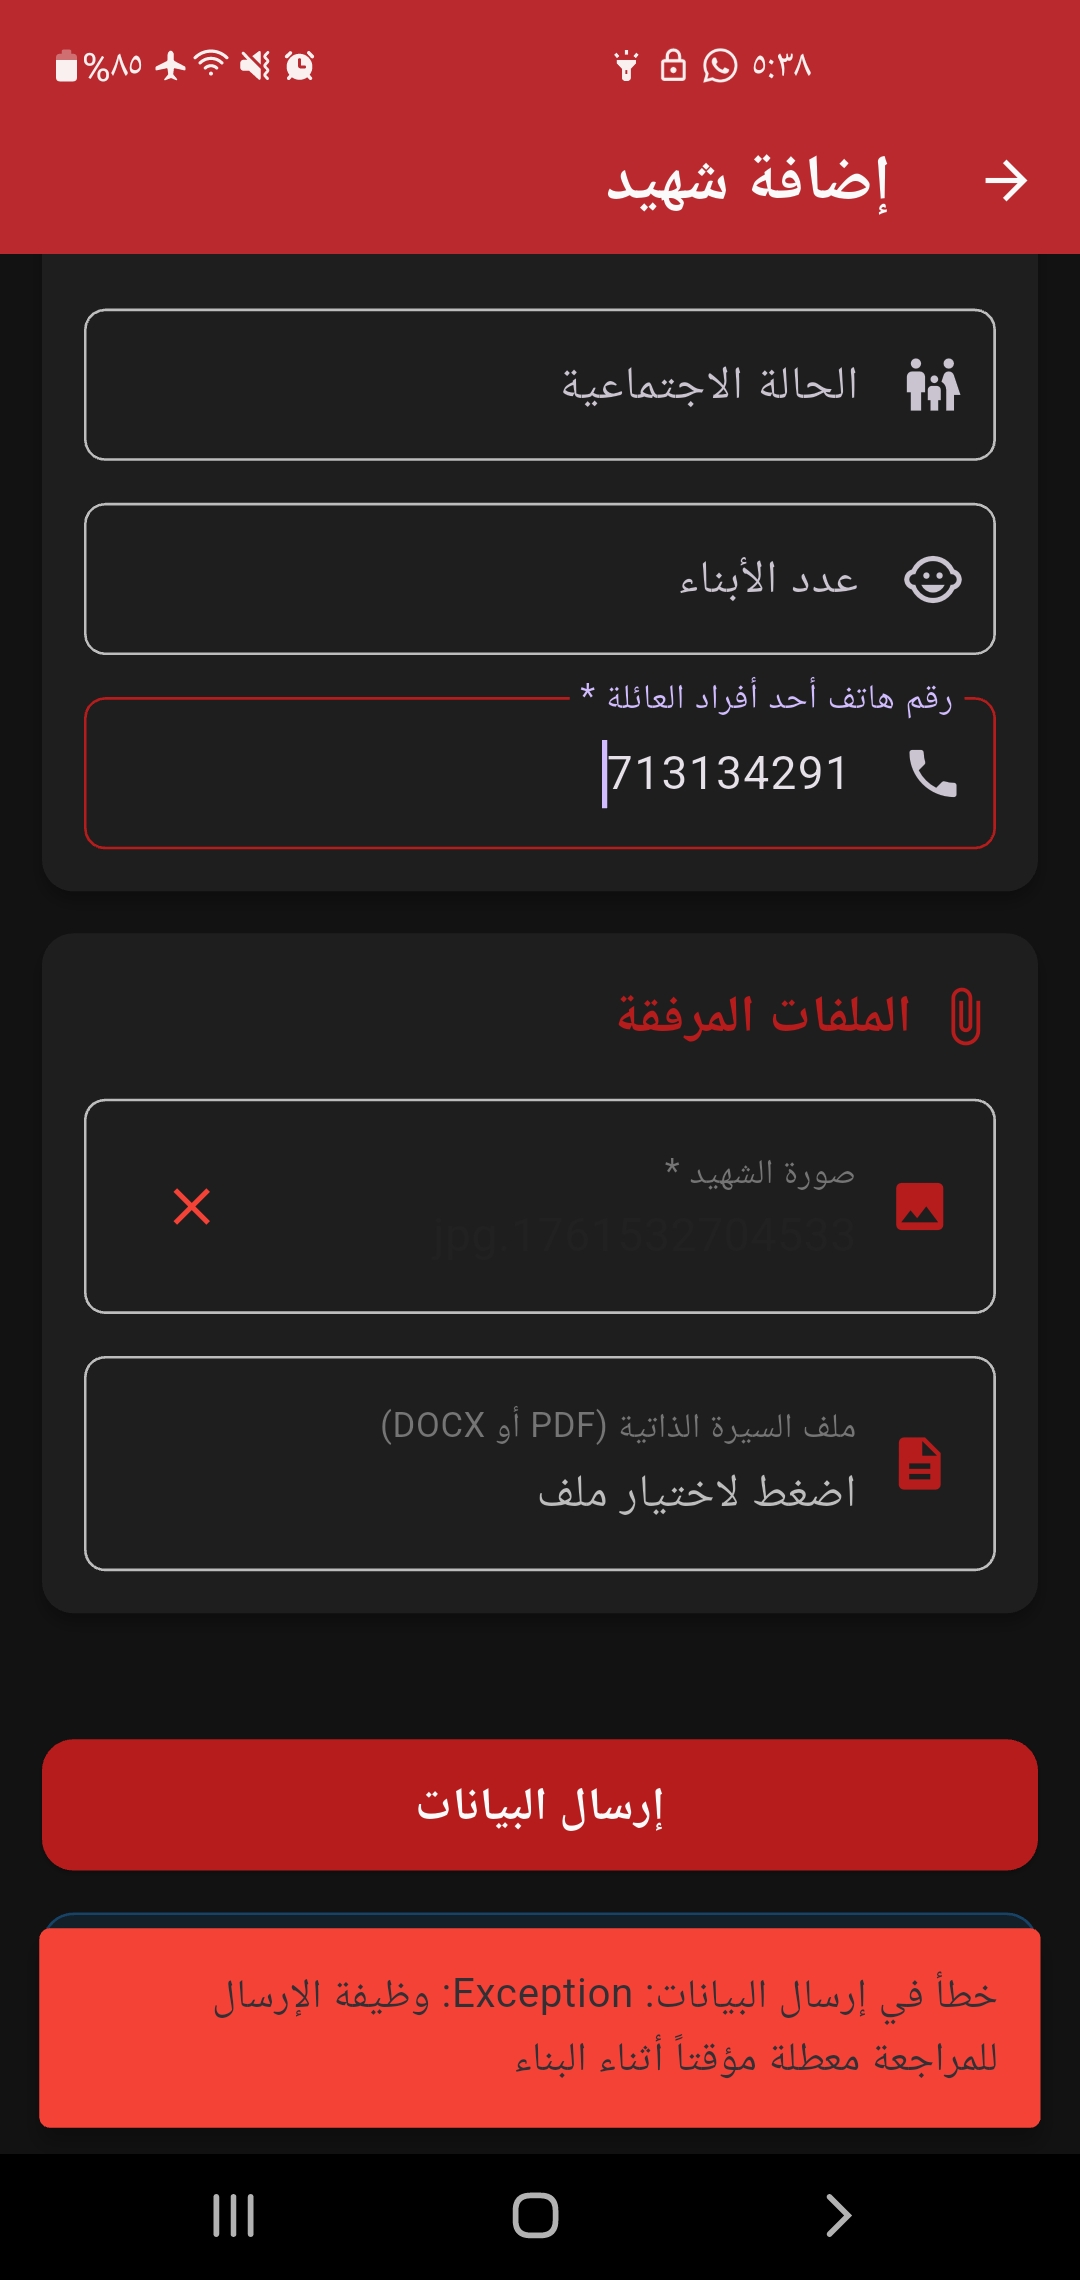 ٥:٣٨
%٨٥
إضافة شهيد
الحالة الاجتماعية
عدد الأبناء
رقم هاتف أحد أفراد العائلة *
713134291
الملفات المرفقة
صورة الشهيد *
jpg.1761532704533
ملف السيرة الذاتية (PDF أو DOCX)
اضغط لاختيار ملف
إرسال البيانات
خطأ في إرسال البيانات: Exception: وظيفة الإرسال
للمراجعة معطلة مؤقتاً أثناء البناء